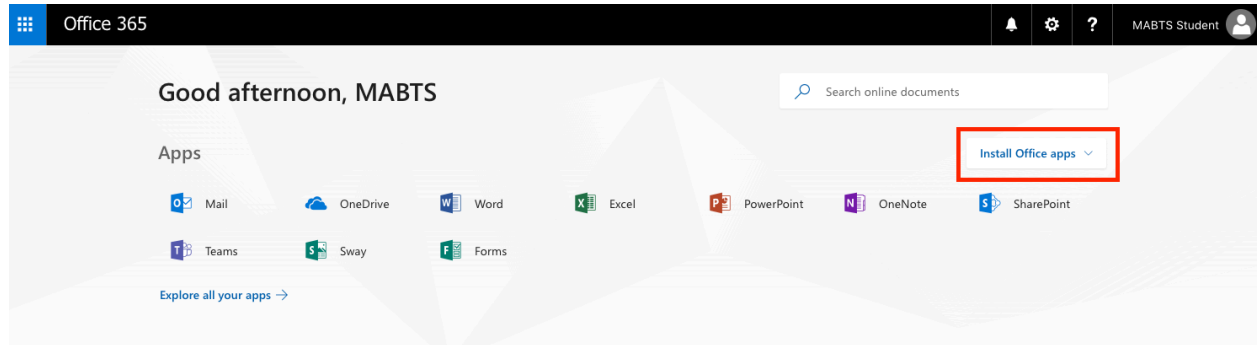 Office 365
?
MABTS Student
Good afternoon, MABTS
Search online documents
Apps
Install Office apps
Mail
OneDrive
Word
Excel
PowerPoint
OneNote
SharePoint
Teams
Sway
Forms
Explore all your apps →